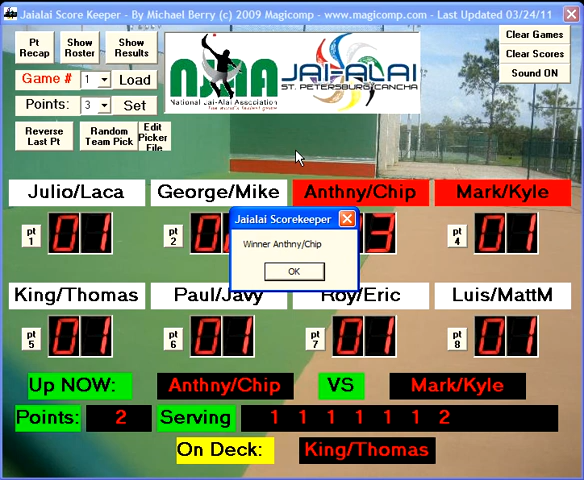 Jaialai Score Keeper - By Michael Berry (c) 2009 Magicomp - www.magicomp.com - Last Updated 03/24/11
Pt Recap
Show Roster
Show Results
Clear Games
Clear Scores
Sound ON
Game # 1 Load
Points: 3 Set
Reverse Last Pt
Random Team Pick
Edit Picker File
NJAA
National Jai-Alai Association
The world's fastest game
JAI-ALAI
ST. PETERSBURG/CANCHA
Julio/Laca George/Mike Anthny/Chip Mark/Kyle
pt 1 01 pt 2 0 3 pt 4 01
Jaialai Scorekeeper
Winner Anthny/Chip
OK
King/Thomas Paul/Javy Roy/Eric Luis/MattM
pt 5 01 pt 6 01 pt 7 01 pt 8 01
Up NOW: Anthny/Chip VS Mark/Kyle
Points: 2 Serving 1 1 1 1 1 1 2
On Deck: King/Thomas